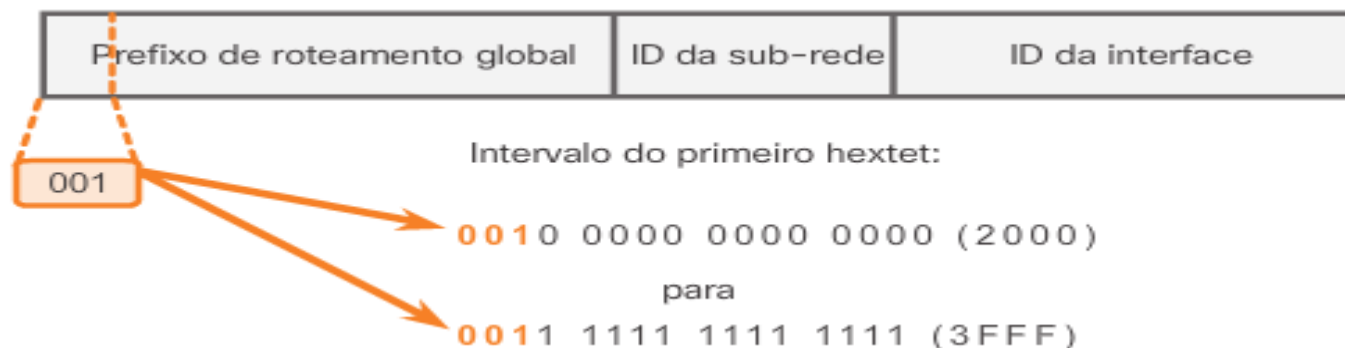 Prefixo de roteamento global ID da sub-rede ID da interface
Intervalo do primeiro hextet:
001
0010 0000 0000 0000 (2000)
para
0011 1111 1111 1111 (3FFF)